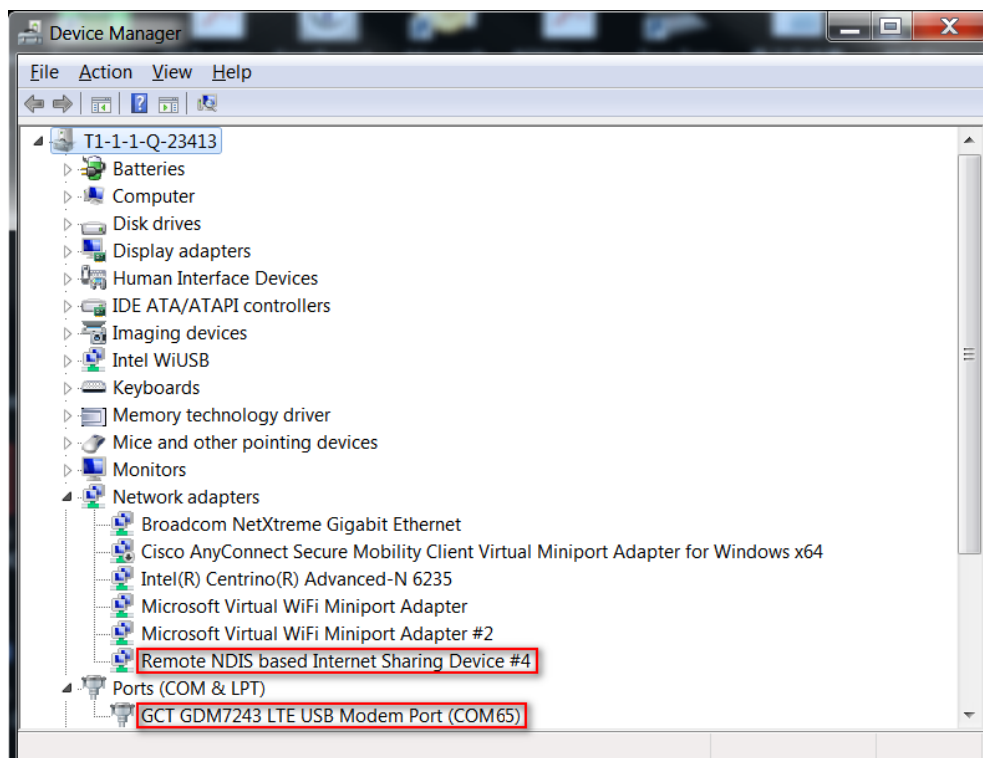 Device Manager
File Action View Help
T1-1-1-Q-23413
Batteries
Computer
Disk drives
Display adapters
Human Interface Devices
IDE ATA/ATAPI controllers
Imaging devices
Intel WiUSB
Keyboards
Memory technology driver
Mice and other pointing devices
Monitors
Network adapters
Broadcom NetXtreme Gigabit Ethernet
Cisco AnyConnect Secure Mobility Client Virtual Miniport Adapter for Windows x64
Intel(R) Centrino(R) Advanced-N 6235
Microsoft Virtual WiFi Miniport Adapter
Microsoft Virtual WiFi Miniport Adapter #2
Remote NDIS based Internet Sharing Device #4
Ports (COM & LPT)
GCT GDM7243 LTE USB Modem Port (COM65)